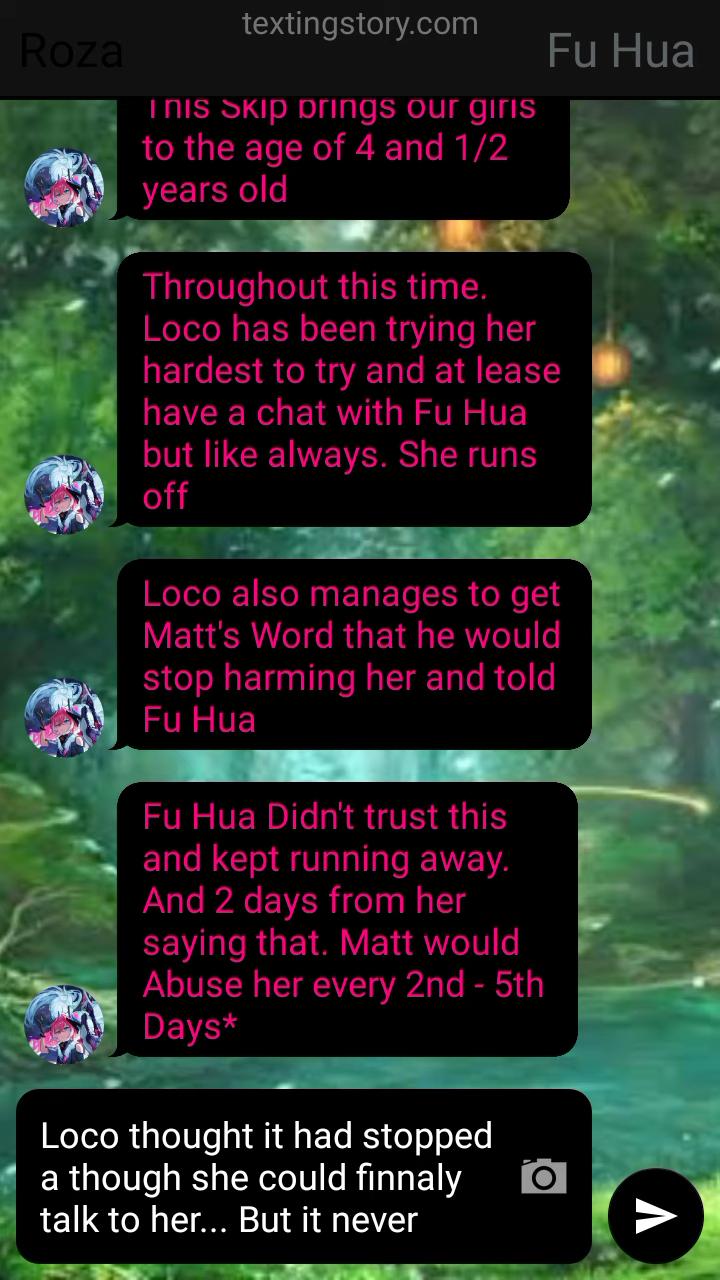 textingstory.com
Roza
Fu Hua
This Skip brings our girls
to the age of 4 and 1/2
years old
Throughout this time.
Loco has been trying her
hardest to try and at lease
have a chat with Fu Hua
but like always. She runs
off
Loco also manages to get
Matt's Word that he would
stop harming her and told
Fu Hua
Fu Hua Didn't trust this
and kept running away.
And 2 days from her
saying that. Matt would
Abuse her every 2nd - 5th
Days*
Loco thought it had stopped
a though she could finnaly
talk to her... But it never